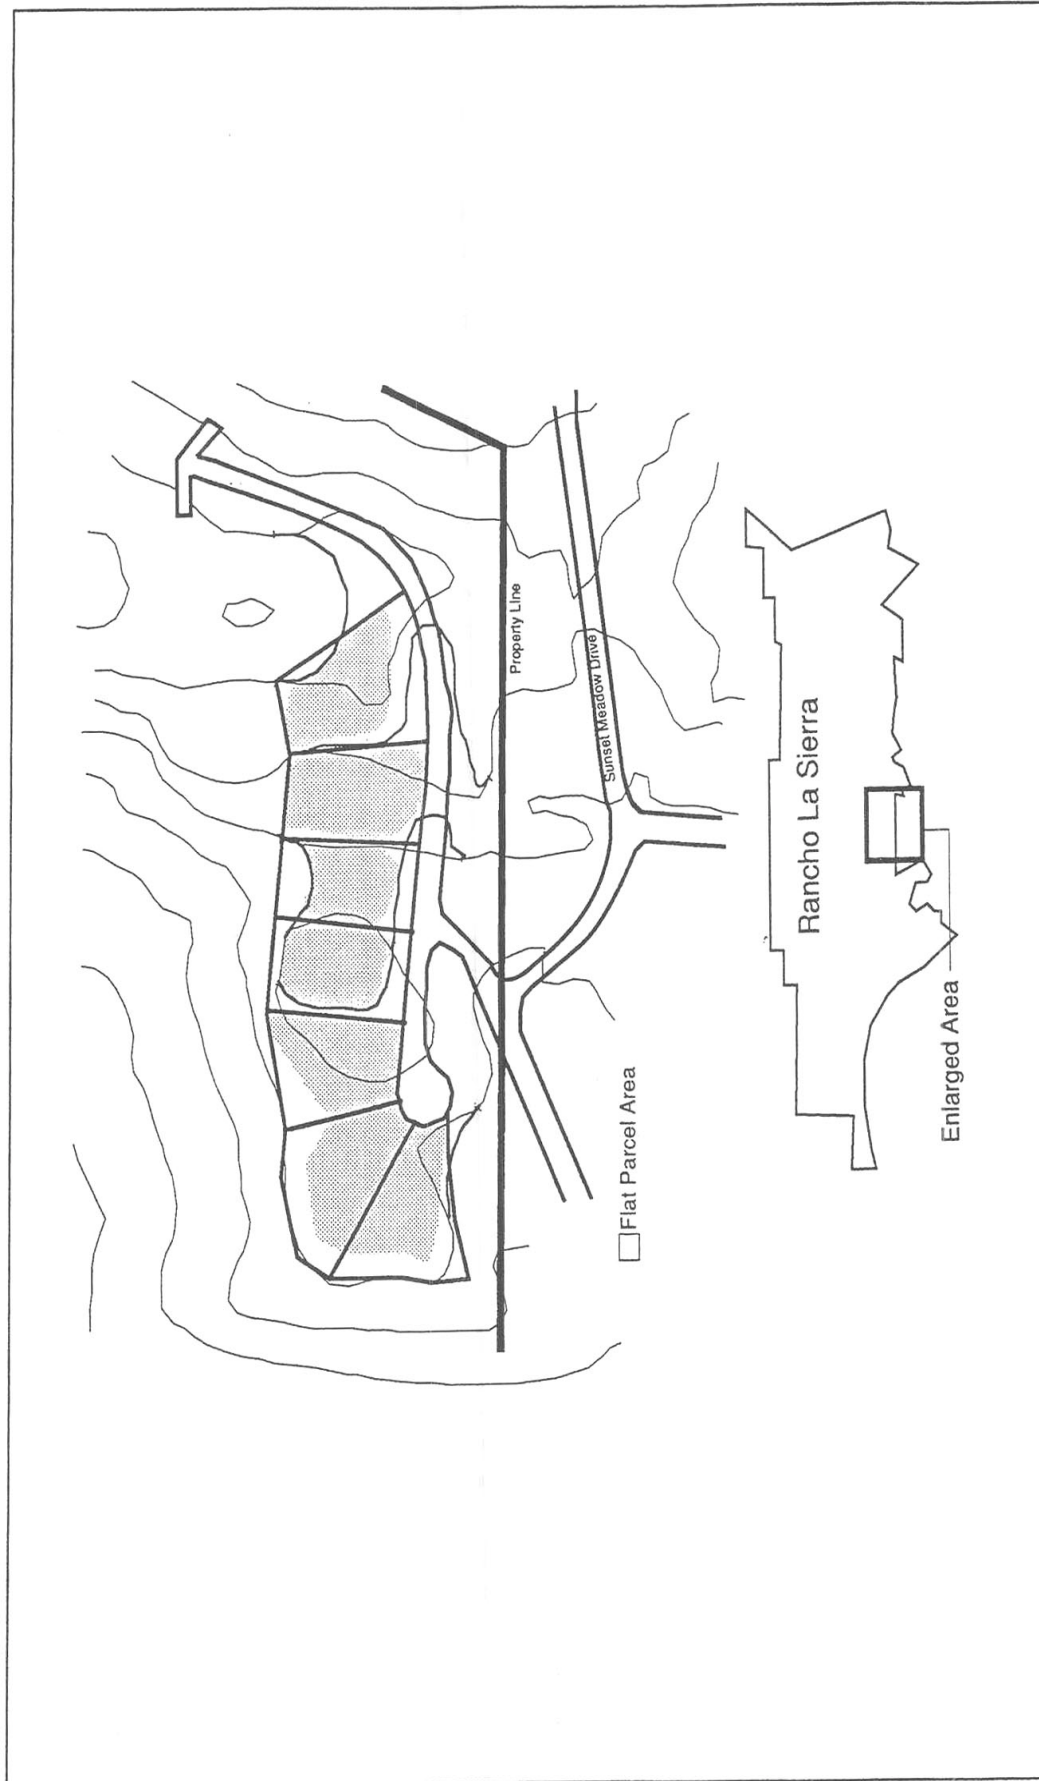 Property Line
Sunset Meadow Drive
Flat Parcel Area
Rancho La Sierra
Enlarged Area